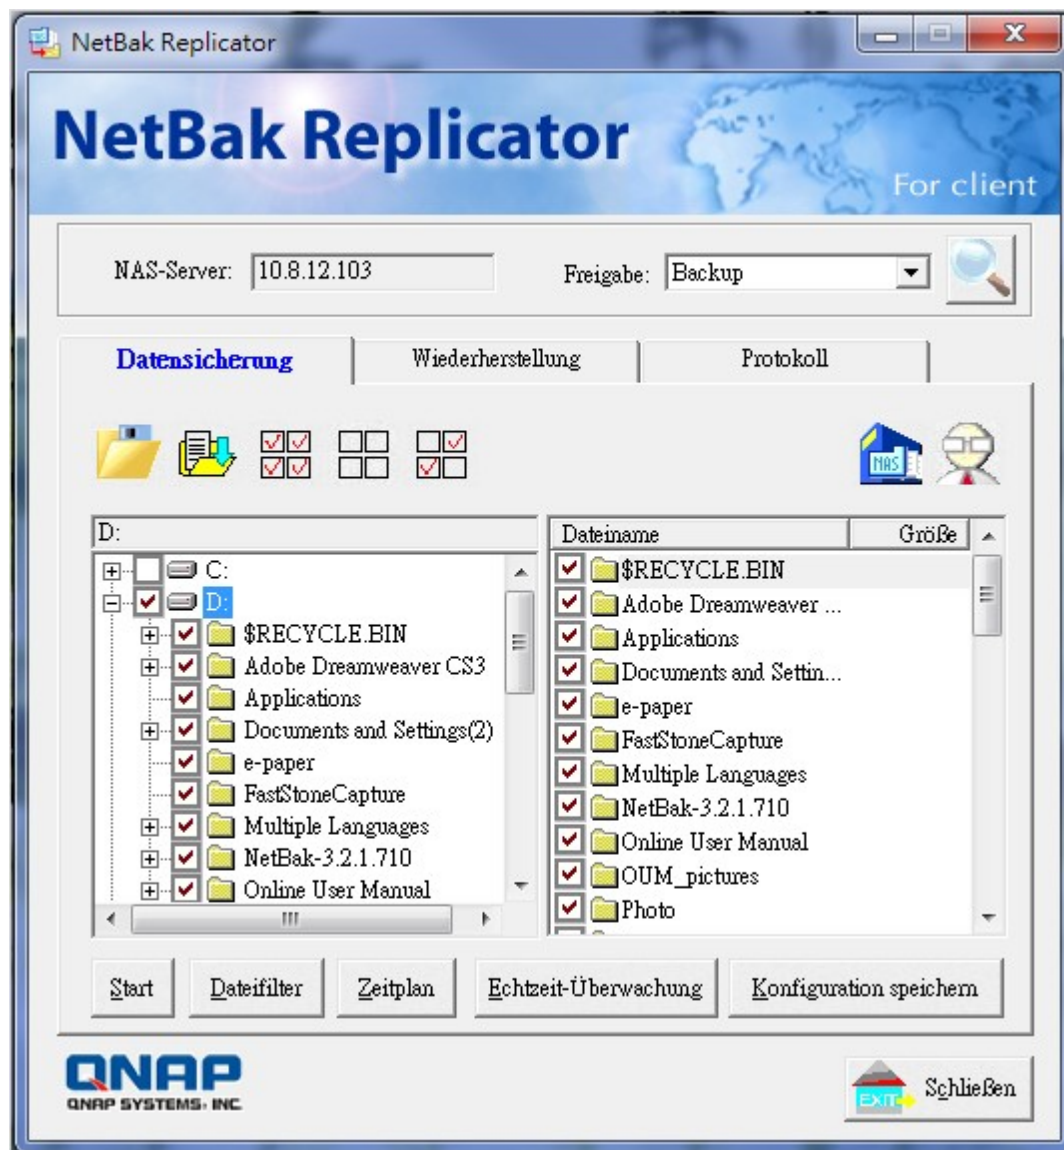 NetBak Replicator
NetBak Replicator
For client
NAS-Server: 10.8.12.103 Freigabe: Backup
Datensicherung Wiederherstellung Protokoll
NAS
D:
C:
D:
$RECYCLE.BIN
Adobe Dreamweaver CS3
Applications
Documents and Settings(2)
e-paper
FastStoneCapture
Multiple Languages
NetBak-3.2.1.710
Online User Manual
Dateiname Größe
$RECYCLE.BIN
Adobe Dreamweaver ...
Applications
Documents and Settin...
e-paper
FastStoneCapture
Multiple Languages
NetBak-3.2.1.710
Online User Manual
OUM_pictures
Photo
Start Dateifilter Zeitplan Echtzeit-Überwachung Konfiguration speichern
QNAP
QNAP SYSTEMS, INC.
EXIT Schließen